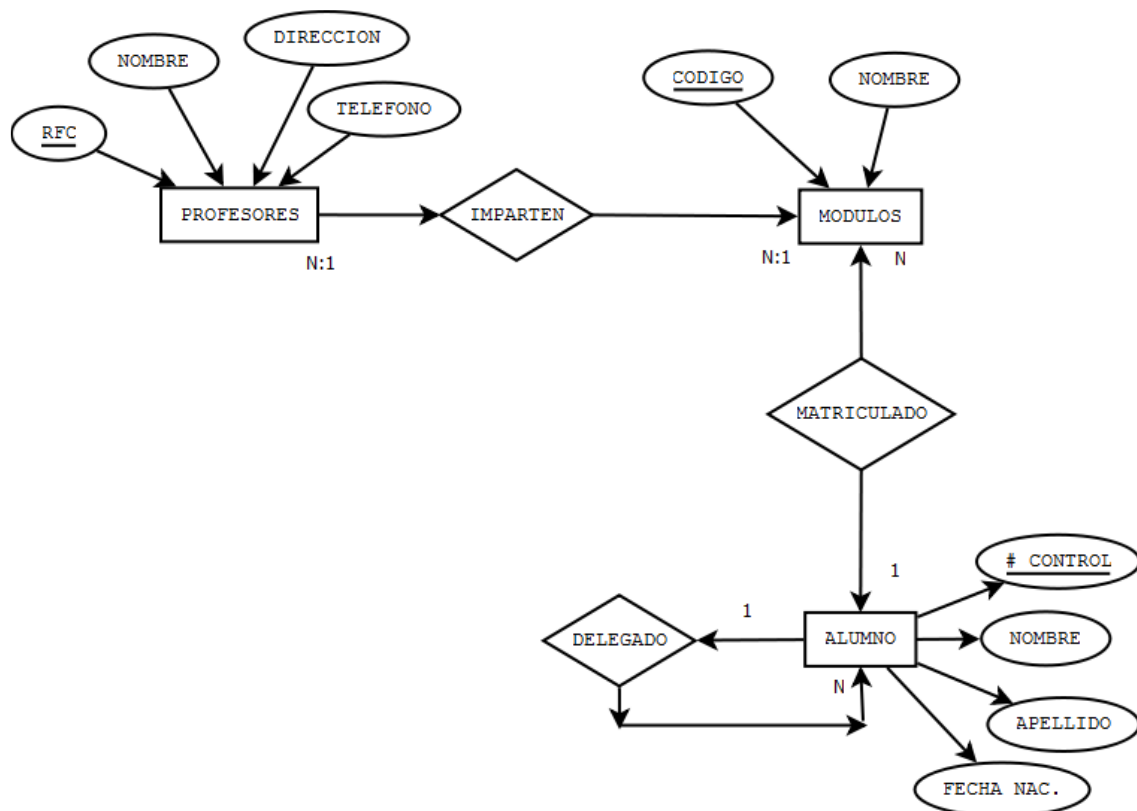 DIRECCION
NOMBRE
CODIGO
NOMBRE
TELEFONO
RFC
PROFESORES
IMPARTEN
MODULOS
N:1
N:1
N
MATRICULADO
# CONTROL
1
1
DELEGADO
ALUMNO
NOMBRE
N
APELLIDO
FECHA NAC.